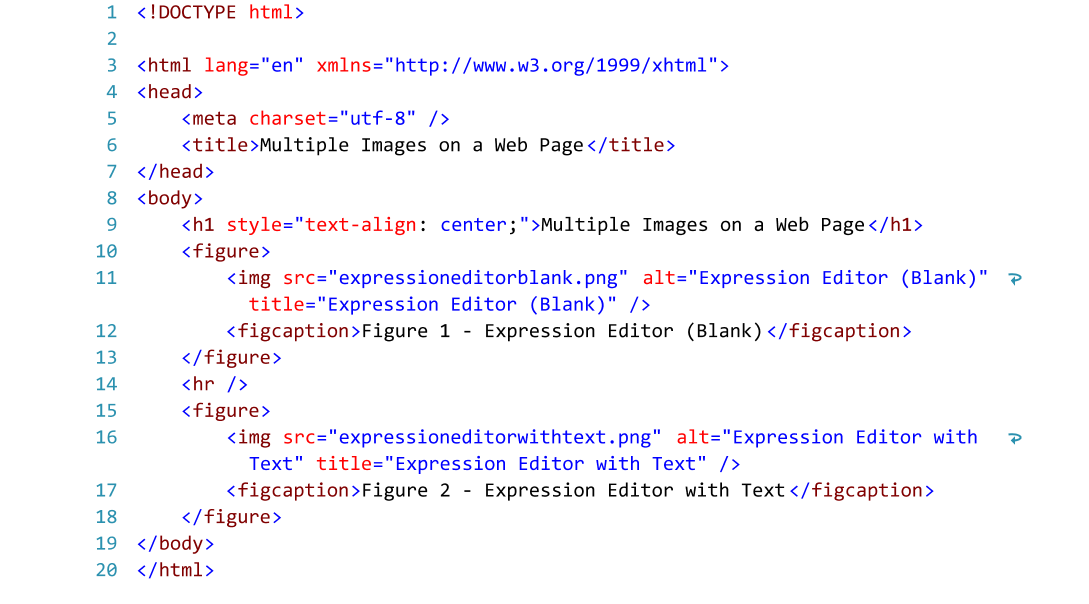 1 <!DOCTYPE html>
2
3 <html lang="en" xmlns="http://www.w3.org/1999/xhtml">
4 <head>
5     <meta charset="utf-8" />
6     <title>Multiple Images on a Web Page</title>
7 </head>
8 <body>
9     <h1 style="text-align: center;">Multiple Images on a Web Page</h1>
10     <figure>
11         <img src="expressioneditorblank.png" alt="Expression Editor (Blank)"
           title="Expression Editor (Blank)" />
12         <figcaption>Figure 1 - Expression Editor (Blank)</figcaption>
13     </figure>
14     <hr />
15     <figure>
16         <img src="expressioneditorwithtext.png" alt="Expression Editor with
           Text" title="Expression Editor with Text" />
17         <figcaption>Figure 2 - Expression Editor with Text</figcaption>
18     </figure>
19 </body>
20 </html>